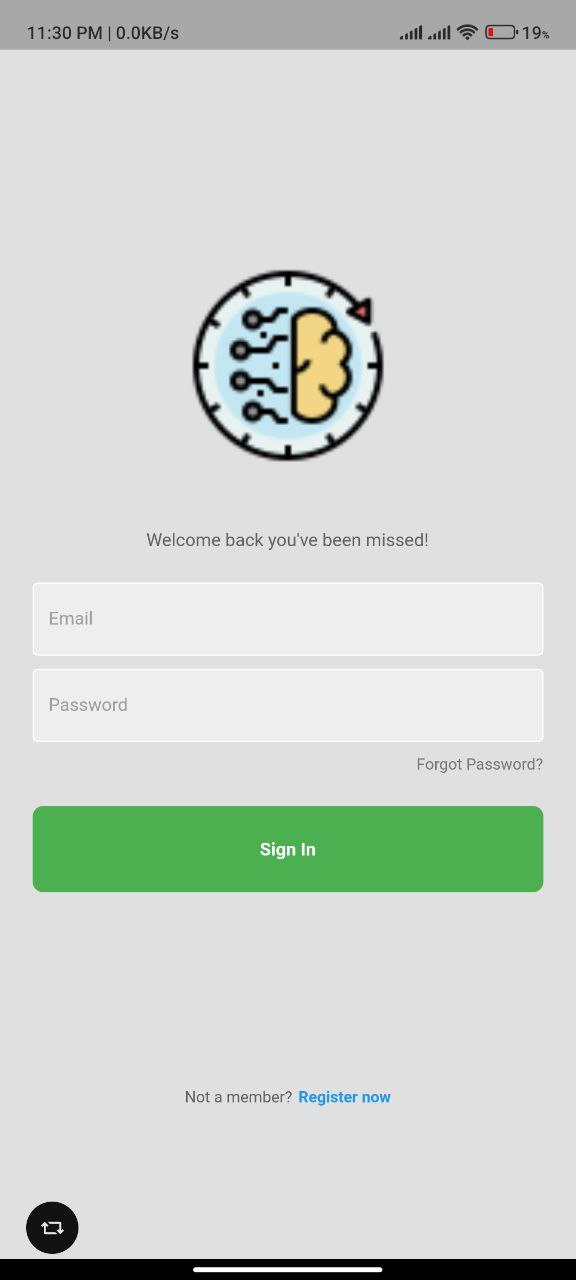 11:30 PM | 0.0KB/s 19%
Welcome back you've been missed!
Email
Password
Forgot Password?
Sign In
Not a member? Register now